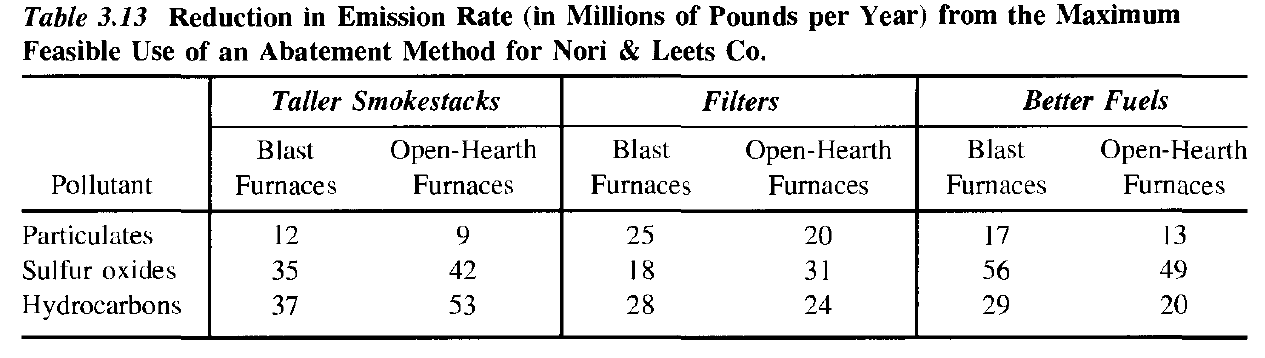 Table 3.13 Reduction in Emission Rate (in Millions of Pounds per Year) from the Maximum
Feasible Use of an Abatement Method for Nori & Leets Co.
Taller Smokestacks Filters Better Fuels
Blast Open-Hearth Blast Open-Hearth Blast Open-Hearth
Pollutant Furnaces Furnaces Furnaces Furnaces Furnaces Furnaces
Particulates 12 9 25 20 17 13
Sulfur oxides 35 42 18 31 56 49
Hydrocarbons 37 53 28 24 29 20